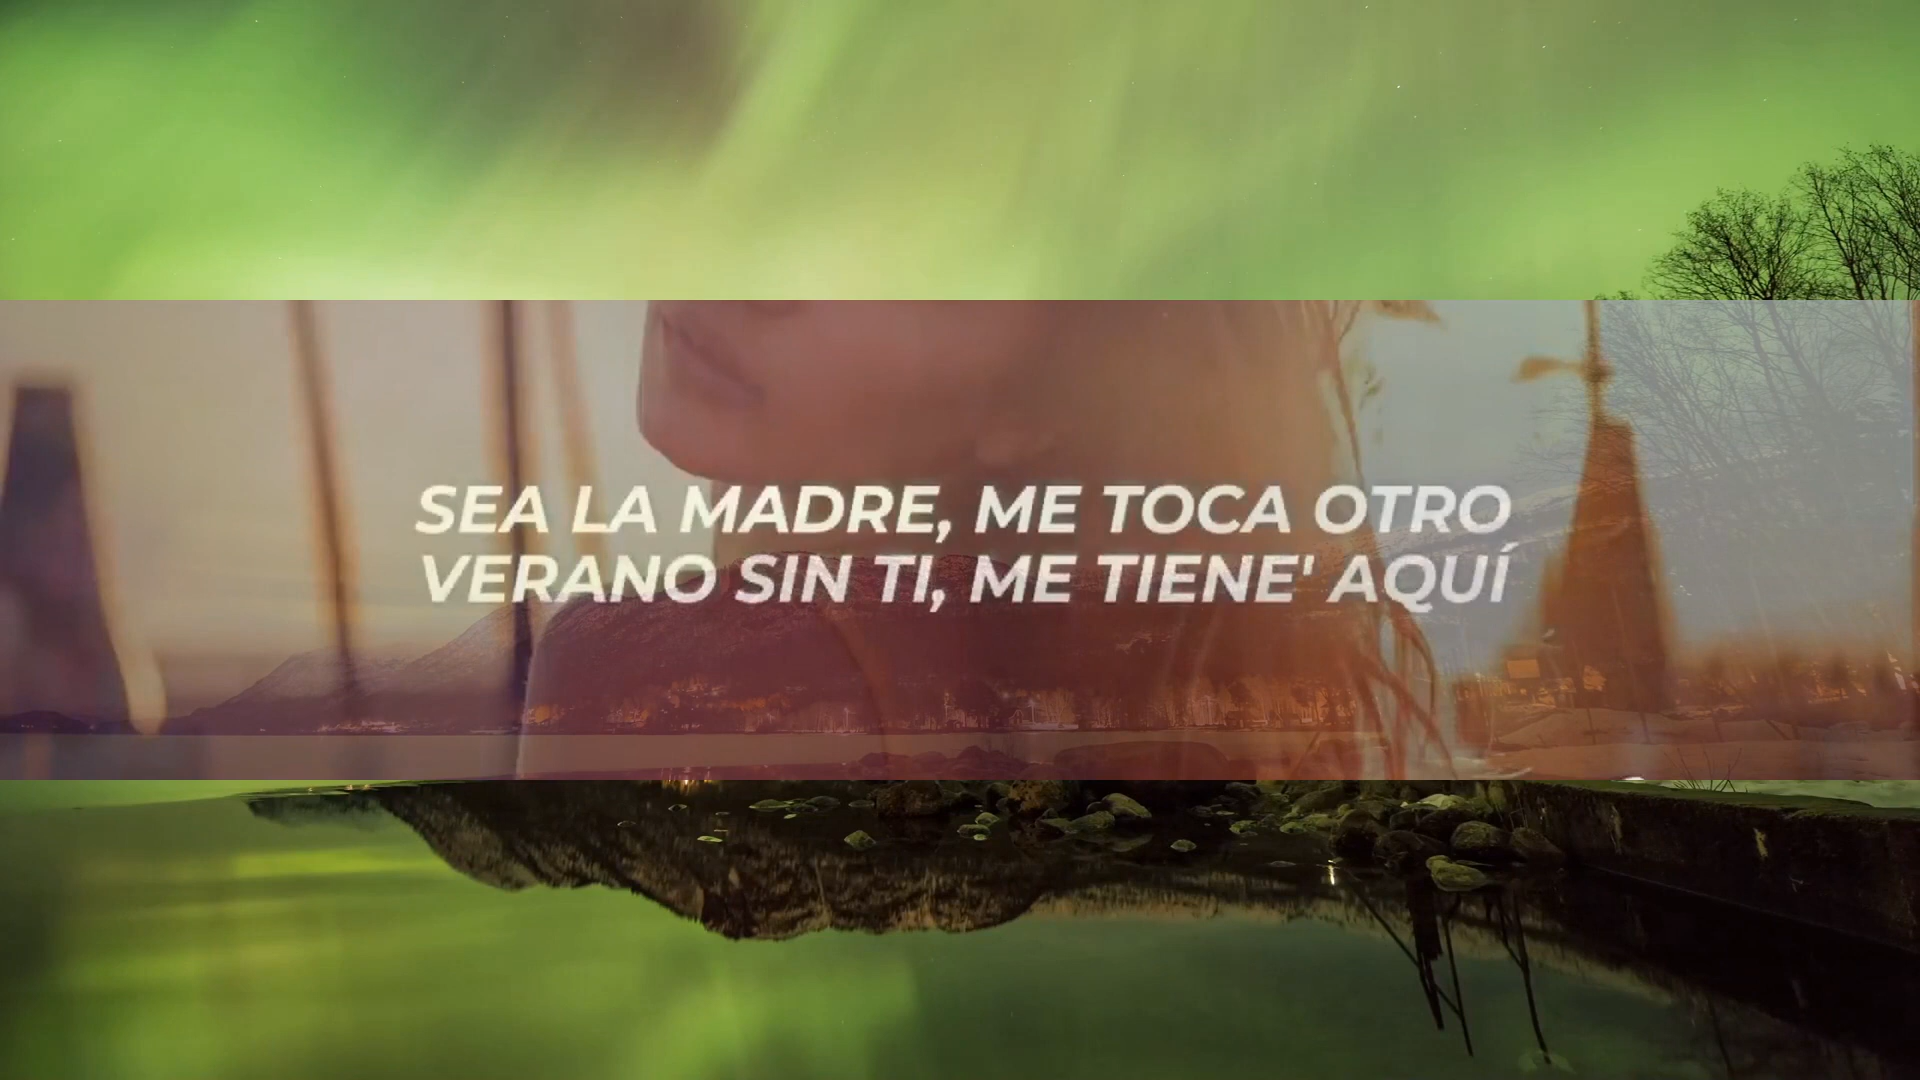 SEA LA MADRE, ME TOCA OTRO
VERANO SIN TI, ME TIENE' AQUÍ